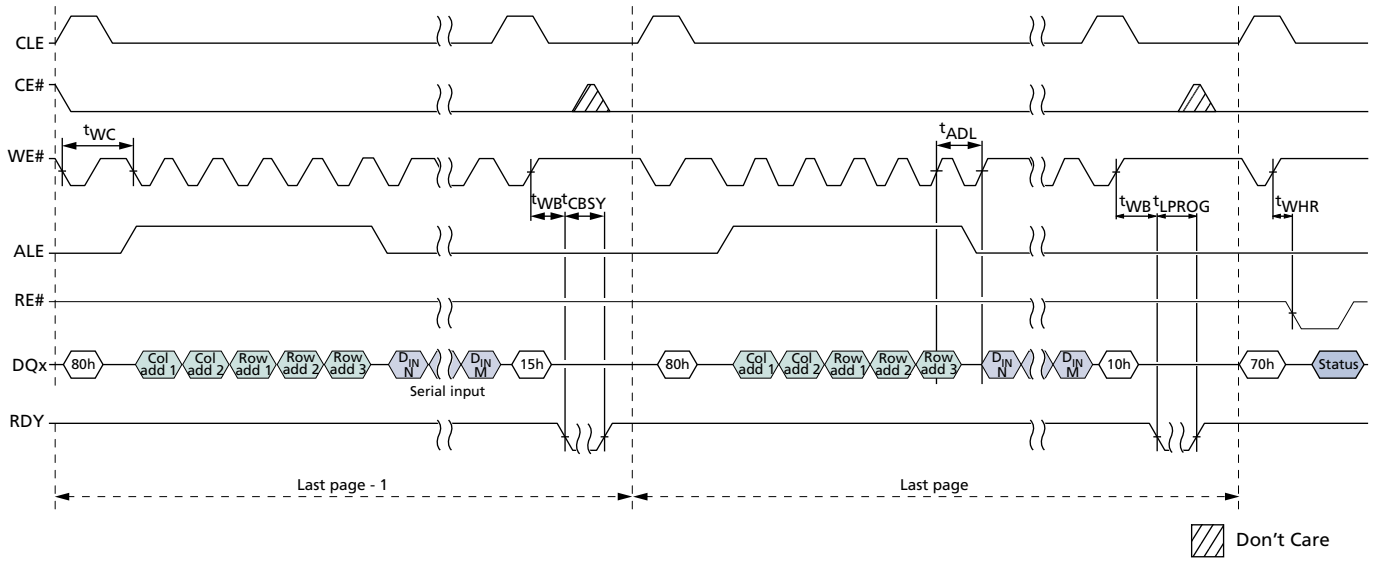 CLE
CE#
tWC
tADL
WE#
tWB tCBSY
tWB tLPROG
tWHR
ALE
RE#
DQx
80h
Col add 1
Col add 2
Row add 1
Row add 2
Row add 3
DIN N
DIN M
15h
80h
Col add 1
Col add 2
Row add 1
Row add 2
Row add 3
DIN N
DIN M
10h
70h
Status
Serial input
RDY
Last page - 1
Last page
Don't Care